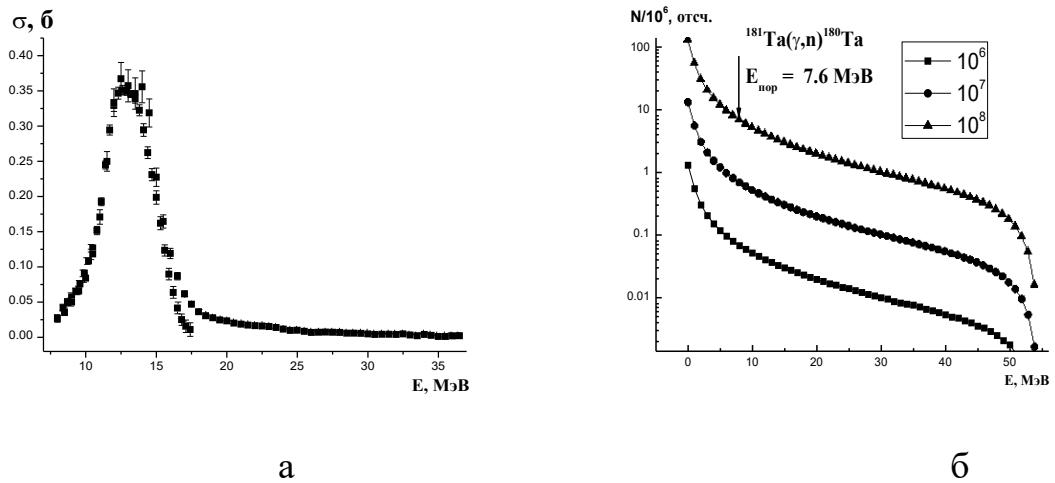 σ, б
0.40
0.35
0.30
0.25
0.20
0.15
0.10
0.05
0.00
10 15 20 25 30 35
E, МэВ
а
N/10⁶, отсч.
100
10
1
0.1
0.01
¹⁸¹Ta(γ,n)¹⁸⁰Ta
Eпор = 7.6 МэВ
10⁶
10⁷
10⁸
0 10 20 30 40 50
E, МэВ
б